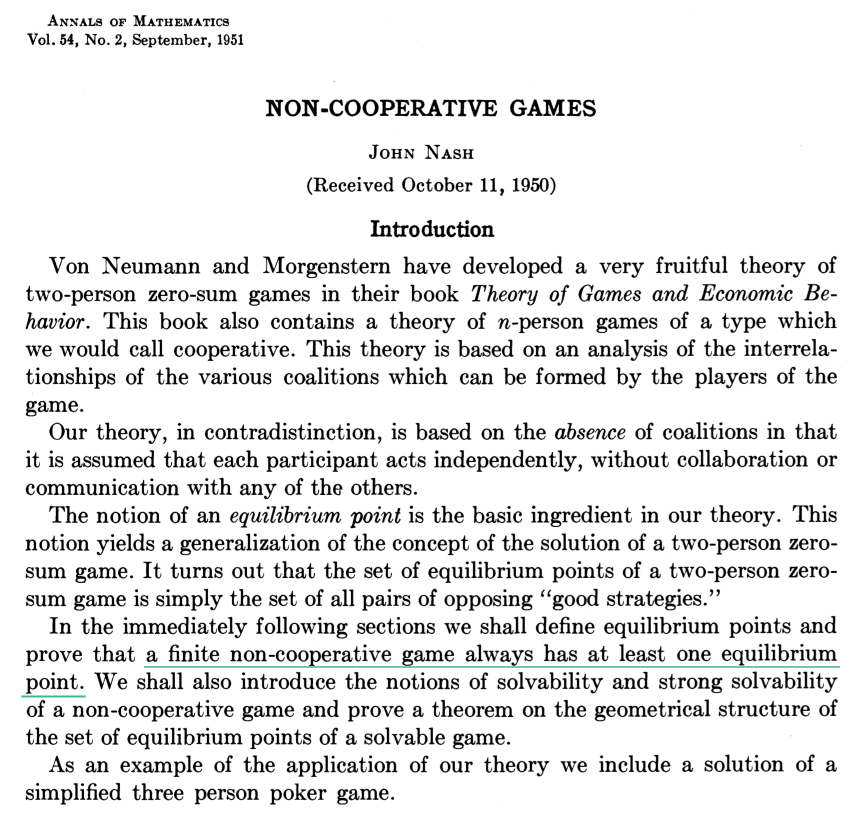 ANNALS OF MATHEMATICS
Vol. 54, No. 2, September, 1951
NON-COOPERATIVE GAMES
JOHN NASH
(Received October 11, 1950)
Introduction
Von Neumann and Morgenstern have developed a very fruitful theory of
two-person zero-sum games in their book Theory of Games and Economic Be-
havior. This book also contains a theory of n-person games of a type which
we would call cooperative. This theory is based on an analysis of the interrela-
tionships of the various coalitions which can be formed by the players of the
game.
Our theory, in contradistinction, is based on the absence of coalitions in that
it is assumed that each participant acts independently, without collaboration or
communication with any of the others.
The notion of an equilibrium point is the basic ingredient in our theory. This
notion yields a generalization of the concept of the solution of a two-person zero-
sum game. It turns out that the set of equilibrium points of a two-person zero-
sum game is simply the set of all pairs of opposing “good strategies.”
In the immediately following sections we shall define equilibrium points and
prove that a finite non-cooperative game always has at least one equilibrium
point. We shall also introduce the notions of solvability and strong solvability
of a non-cooperative game and prove a theorem on the geometrical structure of
the set of equilibrium points of a solvable game.
As an example of the application of our theory we include a solution of a
simplified three person poker game.